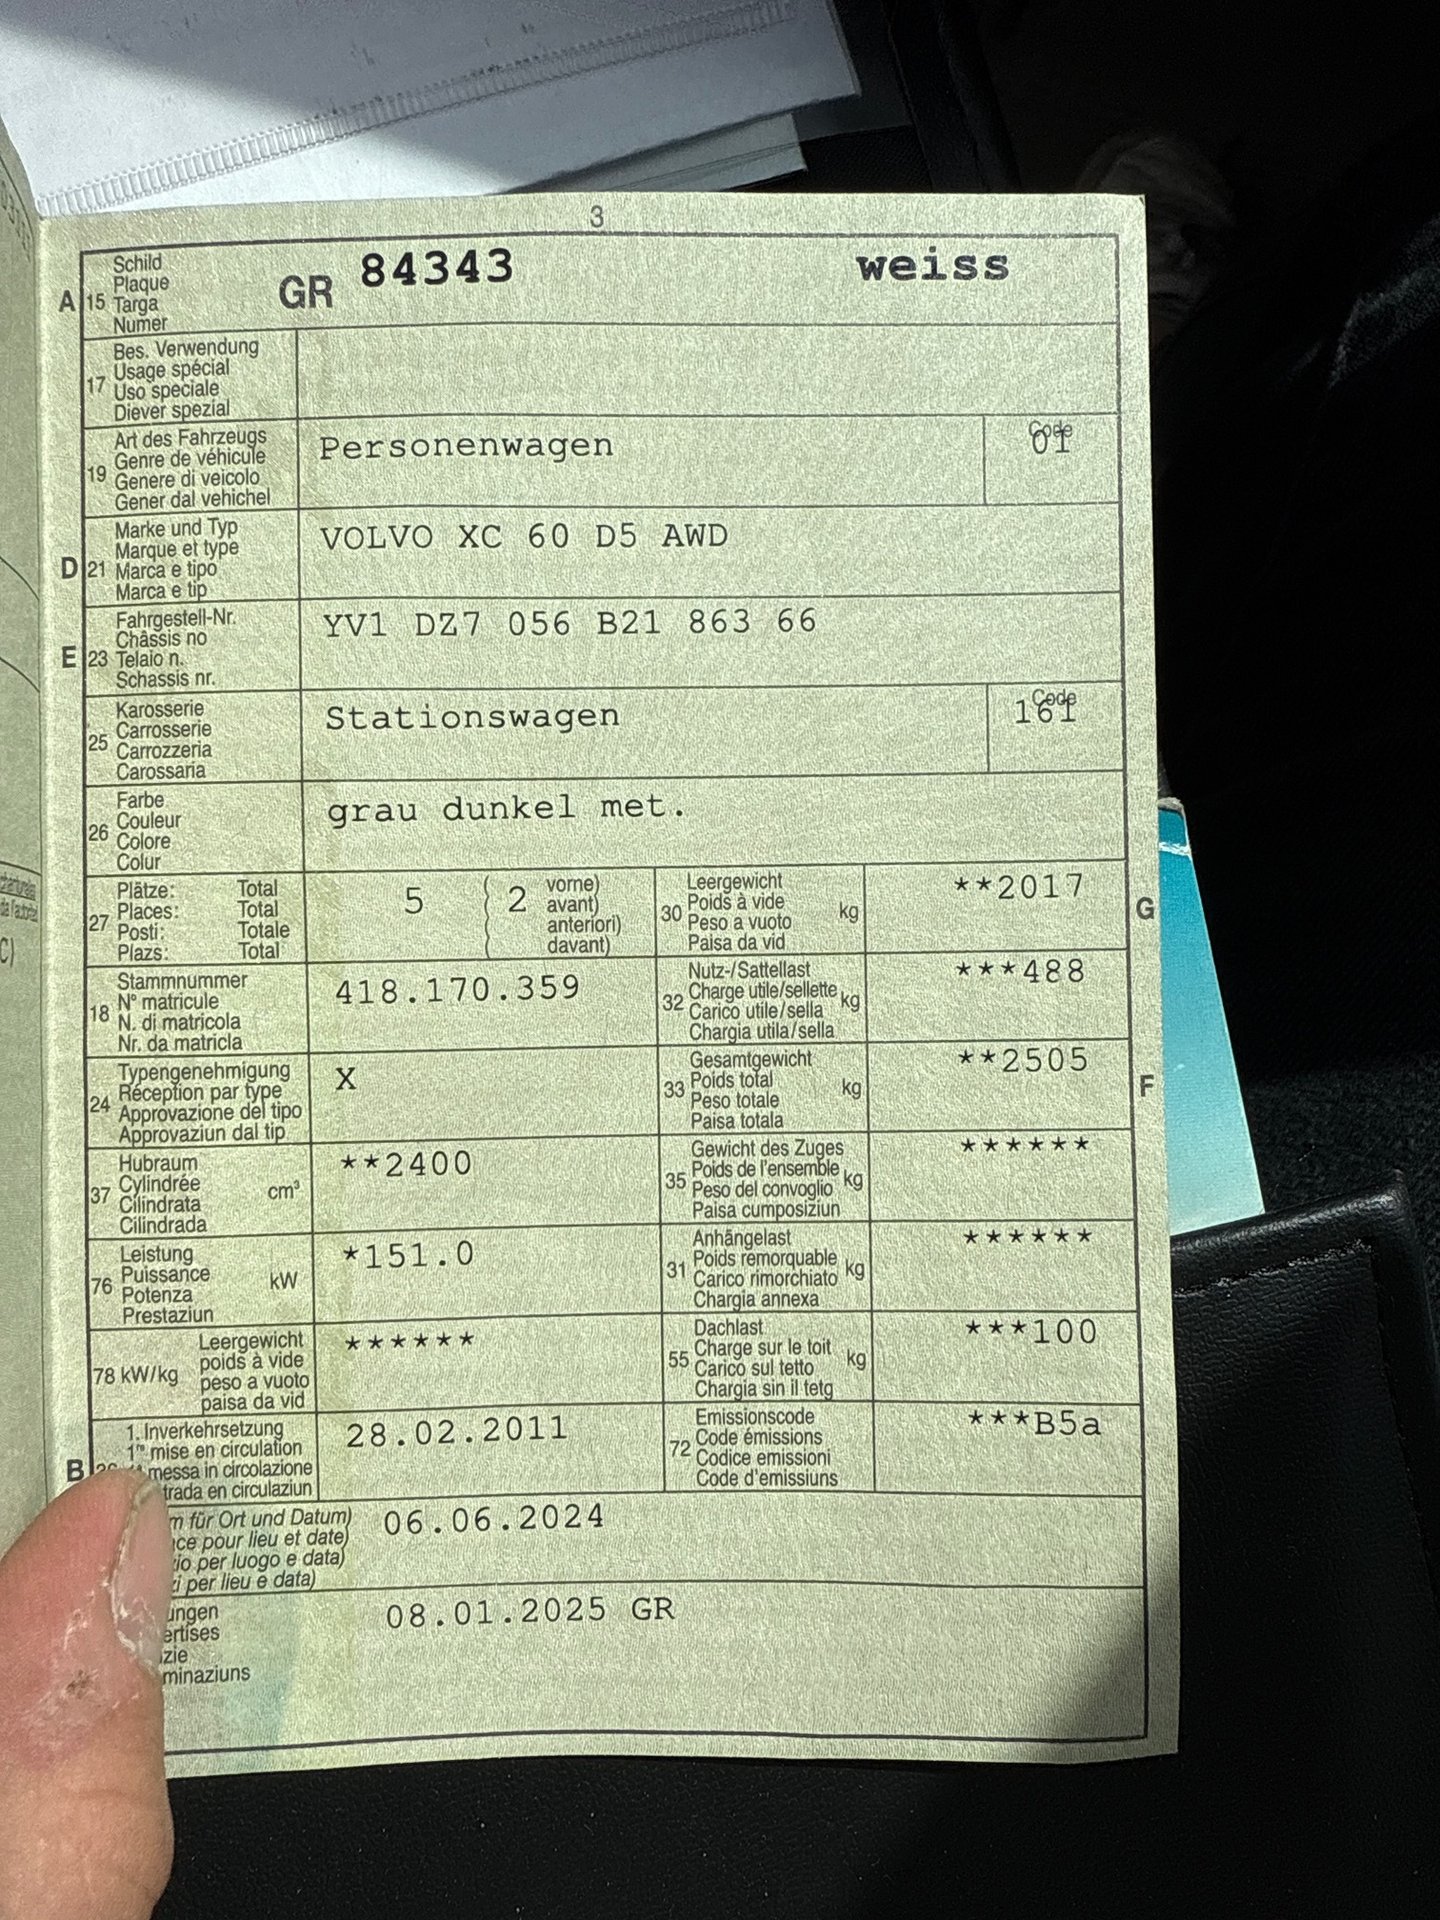 3
A 15 Schild
Plaque
Targa
Numer
GR 84343 weiss
17 Bes. Verwendung
Usage spécial
Uso speciale
Diever spezial
19 Art des Fahrzeugs
Genre de véhicule
Genere di veicolo
Gener dal vehichel
Personenwagen
Code
01
D 21 Marke und Typ
Marque et type
Marca e tipo
Marca e tip
VOLVO XC 60 D5 AWD
E 23 Fahrgestell-Nr.
Châssis no
Telaio n.
Schassis nr.
YV1 DZ7 056 B21 863 66
25 Karosserie
Carrosserie
Carrozzeria
Carossaria
Stationswagen
Code
161
26 Farbe
Couleur
Colore
Colur
grau dunkel met.
27 Plätze: Total
Places: Total
Posti: Totale
Plazs: Total
5 ( 2 vorne)
avant)
anteriori)
davant)
30 Leergewicht
Poids à vide
Peso a vuoto
Paisa da vid
kg
**2017
G
18 Stammnummer
N° matricule
N. di matricola
Nr. da matricla
418.170.359
32 Nutz-/Sattellast
Charge utile/sellette
Carico utile/sella
Chargia utila/sella
kg
***488
24 Typengenehmigung
Réception par type
Approvazione del tipo
Approvaziun dal tip
X
33 Gesamtgewicht
Poids total
Peso totale
Paisa totala
kg
**2505
F
37 Hubraum
Cylindrée
Cilindrata
Cilindrada
cm³
**2400
35 Gewicht des Zuges
Poids de l'ensemble
Peso del convoglio
Paisa cumposiziun
kg
******
76 Leistung
Puissance
Potenza
Prestaziun
kW
*151.0
31 Anhängelast
Poids remorquable
Carico rimorchiato
Chargia annexa
kg
******
78 kW/kg Leergewicht
poids à vide
peso a vuoto
paisa da vid
******
55 Dachlast
Charge sur le toit
Carico sul tetto
Chargia sin il tetg
kg
***100
B 1. Inverkehrsetzung
1re mise en circulation
messa in circolazione
trada en circulaziun
28.02.2011
72 Emissionscode
Code émissions
Codice emissioni
Code d'emissiuns
***B5a
m für Ort und Datum)
ce pour lieu et date)
io per luogo e data)
i per lieu e data)
06.06.2024
ungen
ertises
zie
minaziuns
08.01.2025 GR